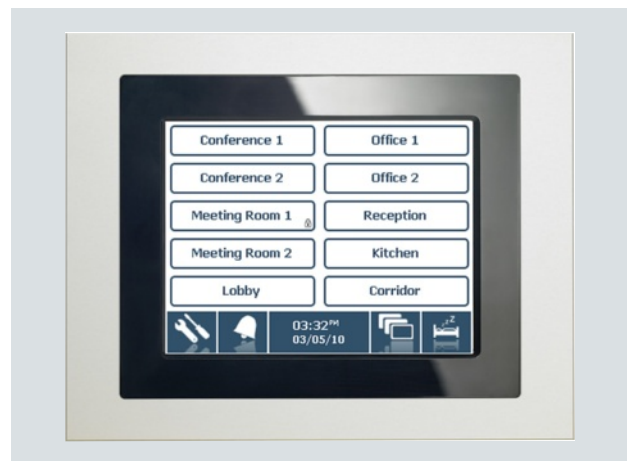 Conference 1
Office 1
Conference 2
Office 2
Meeting Room 1
Reception
Meeting Room 2
Kitchen
Lobby
Corridor
03:32PM
03/05/10
zzZ